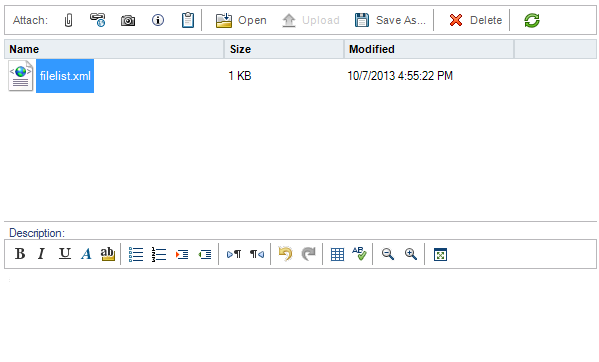 Attach: Open Upload Save As... Delete
Name Size Modified
filelist.xml 1 KB 10/7/2013 4:55:22 PM
Description:
B I U A ab